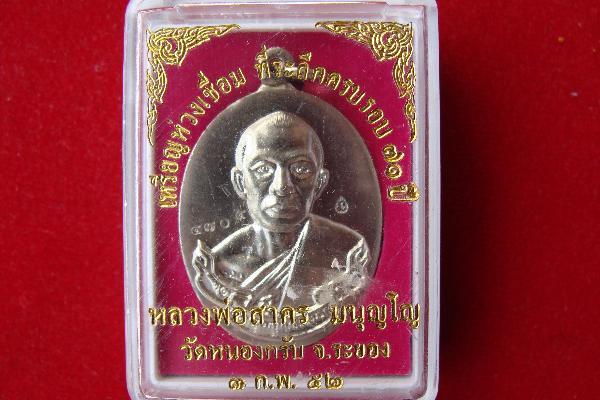 เหรียญห่วงเชื่อม ที่ระลึกครบรอบ ๗๑ ปี
หลวงพ่อสาคร มนุญโญ
วัดหนองกรับ จ.ระยอง
๑ ก.พ. ๕๒